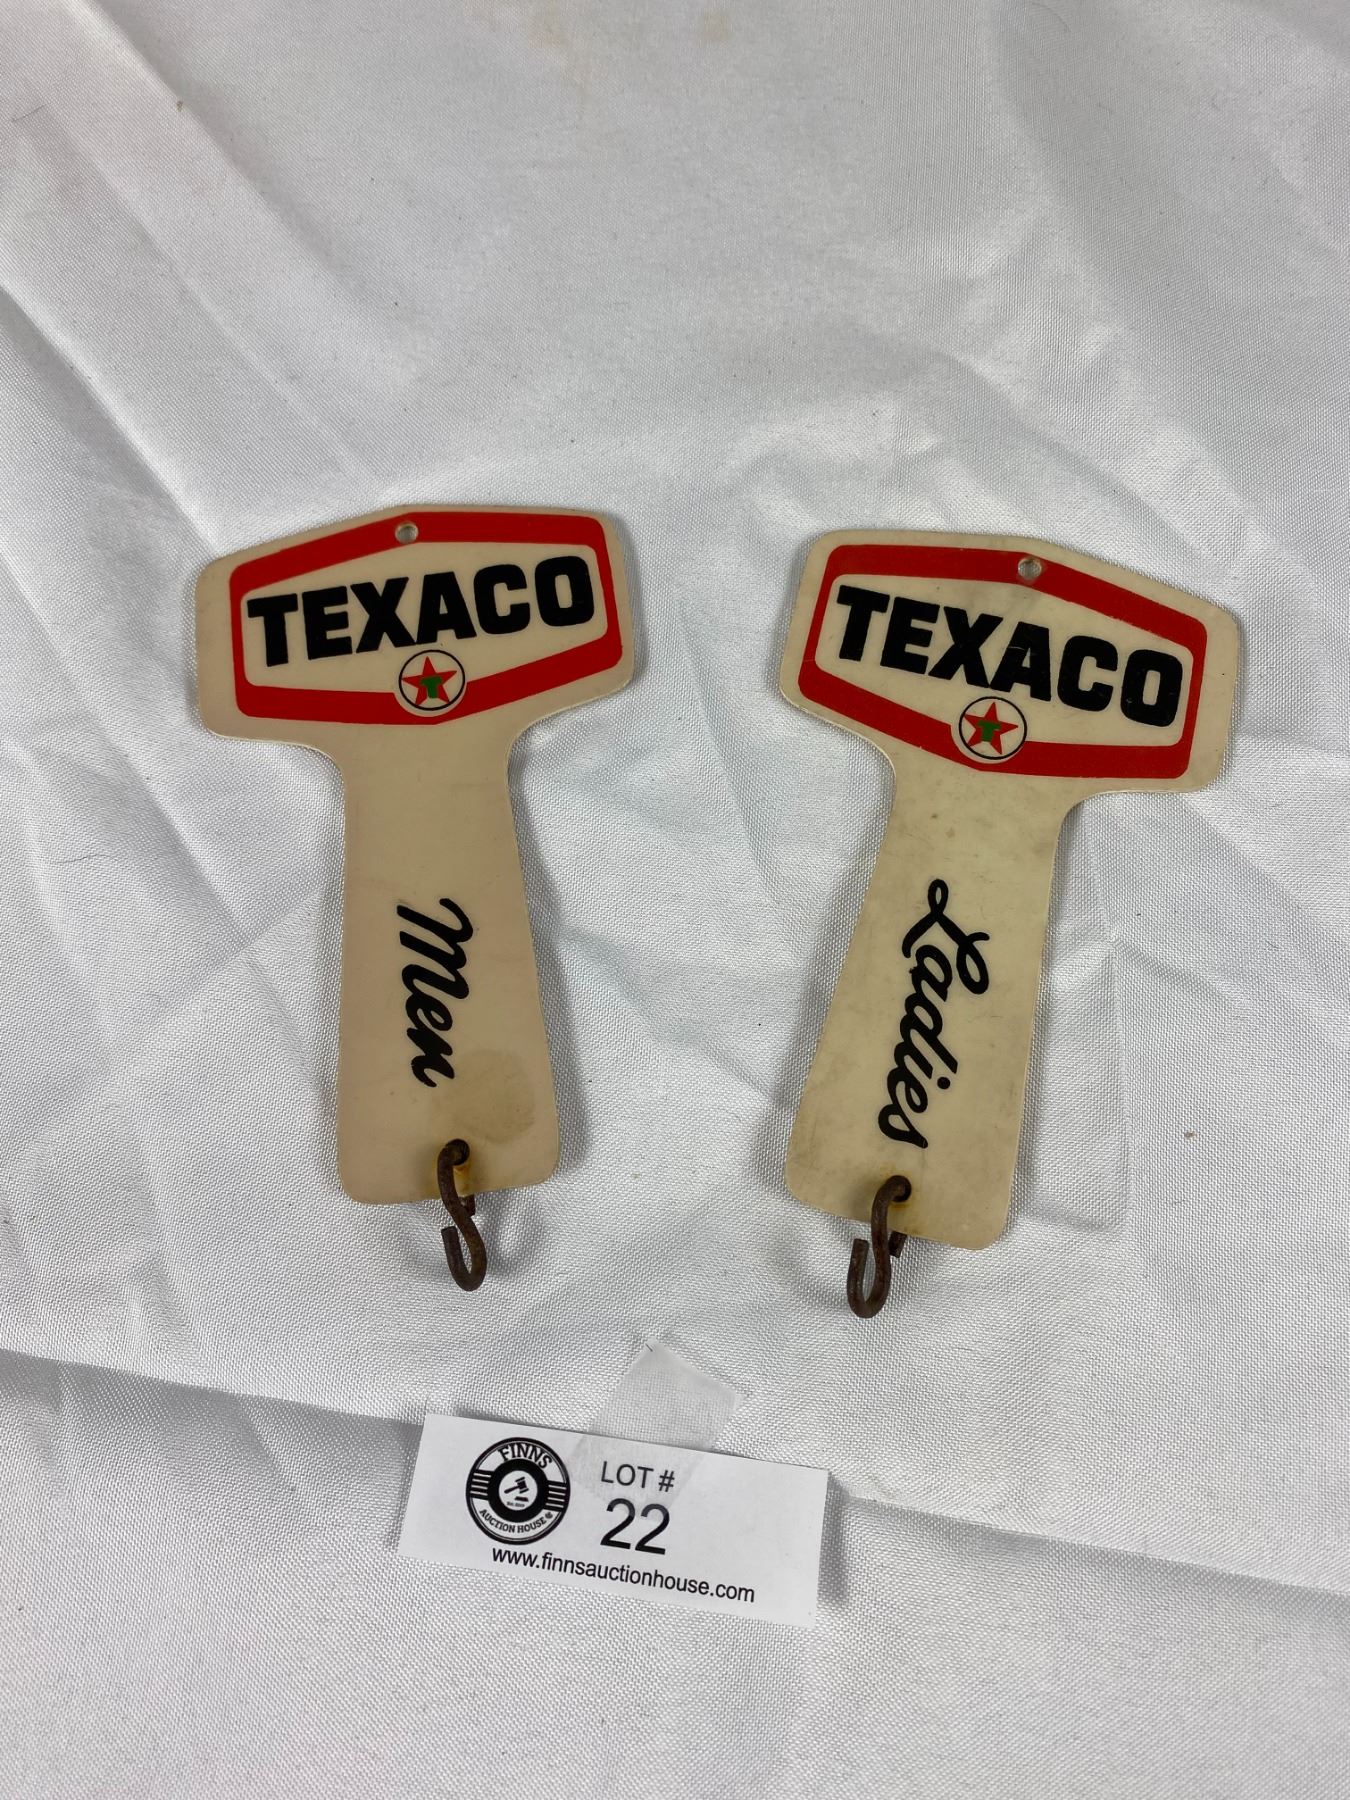 TEXACO
T
Men
TEXACO
T
Ladies
FINNS
AUCTION HOUSE
LOT #
22
www.finnsauctionhouse.com